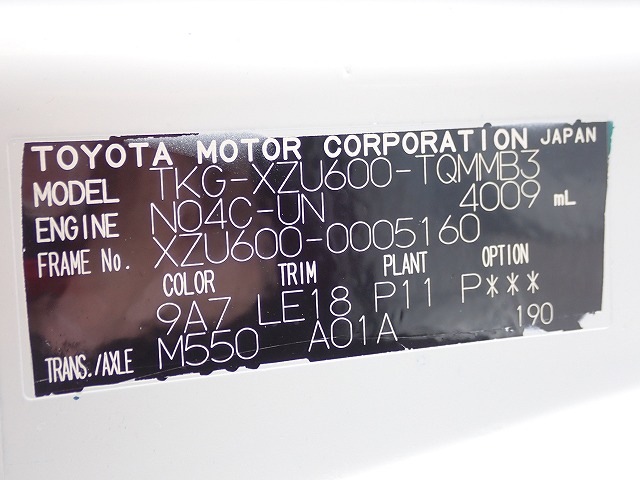 TOYOTA MOTOR CORPORATION JAPAN
MODEL TKG-XZU600-TQMMB3
ENGINE N04C-UN 4009 mL
FRAME No. XZU600-0005160
COLOR TRIM PLANT OPTION
9A7 LE18 P11 P***
TRANS./AXLE M550 A01A 190